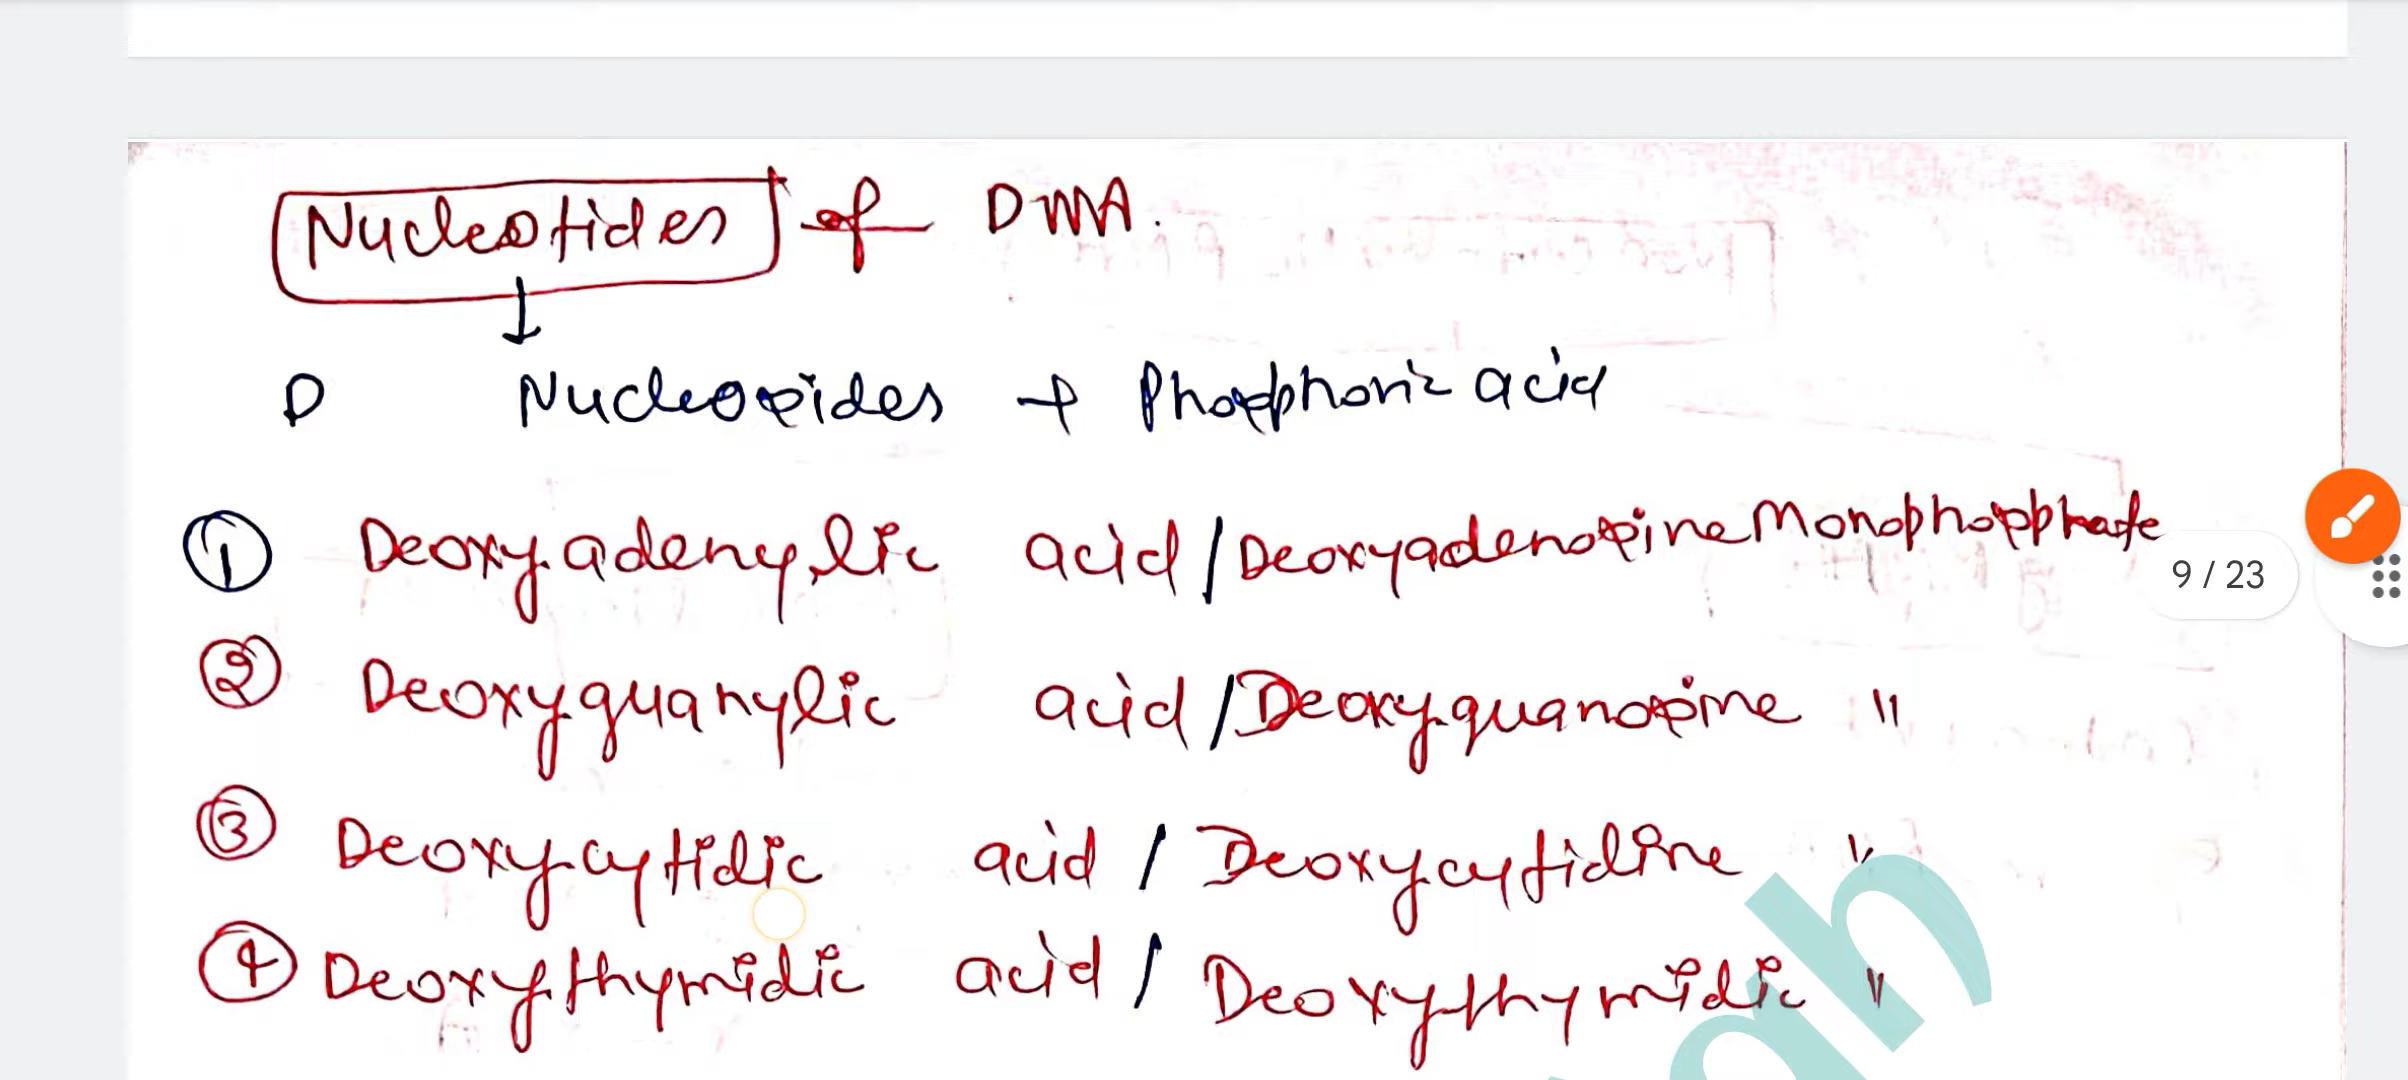 Nucleotides of DNA.
D Nucleosides + Phosphoric acid
① Deoxyadenylic acid / Deoxyadenosine Monophosphate
9 / 23
② Deoxyguanylic acid / Deoxyguanosine "
③ Deoxycytidic acid / Deoxycytidine "
④ Deoxythymidic acid / Deoxythymidic "